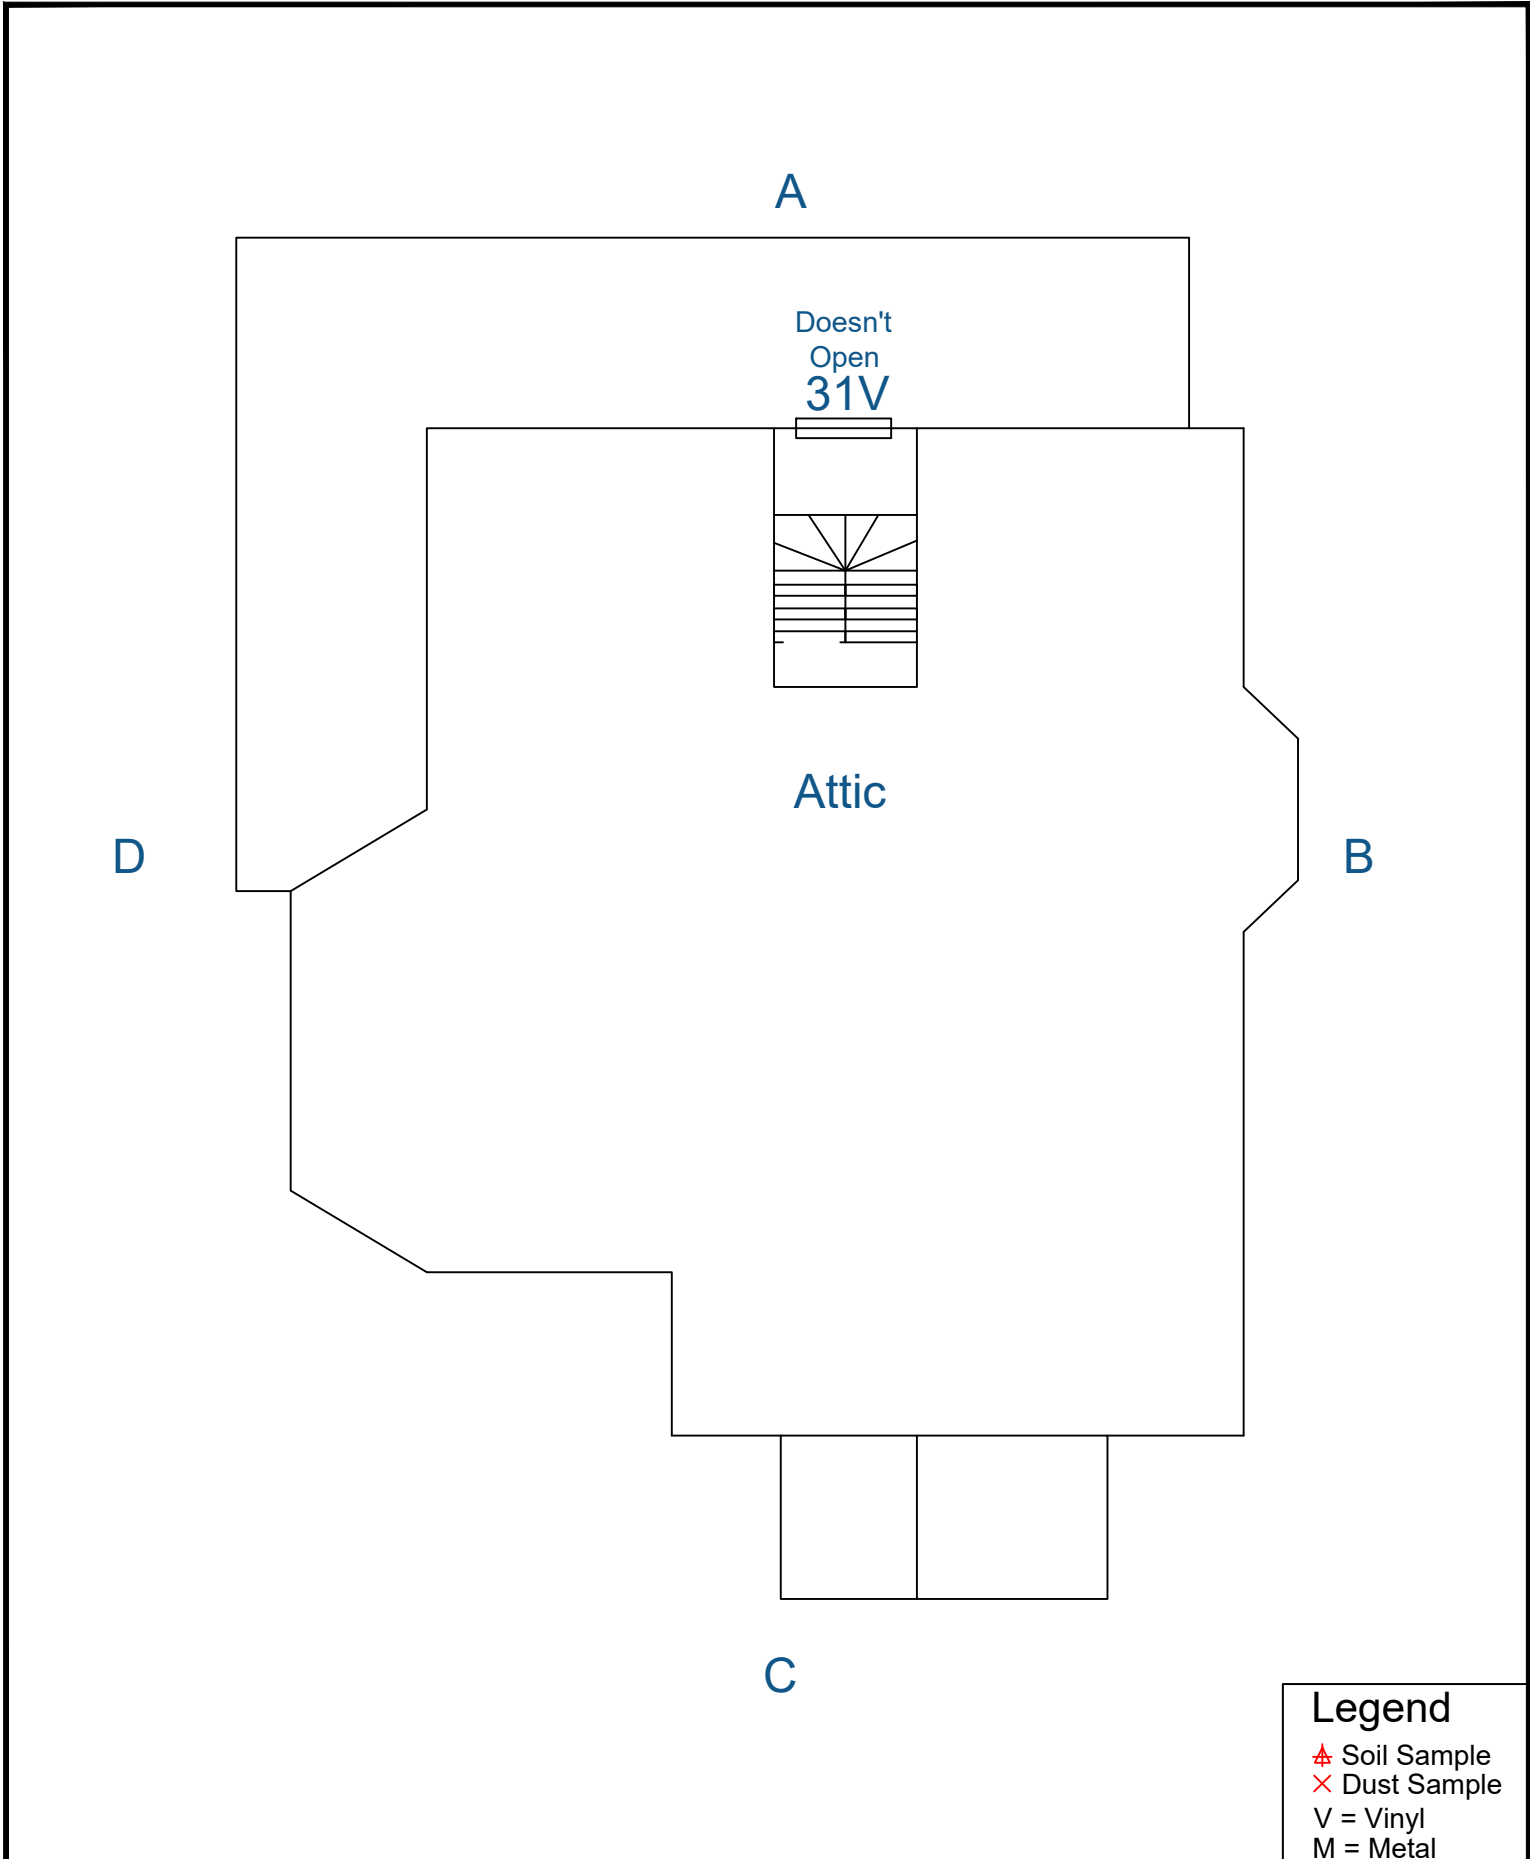 A
Doesn't
Open
31V
Attic
D
B
C
Legend
Soil Sample
Dust Sample
V = Vinyl
M = Metal